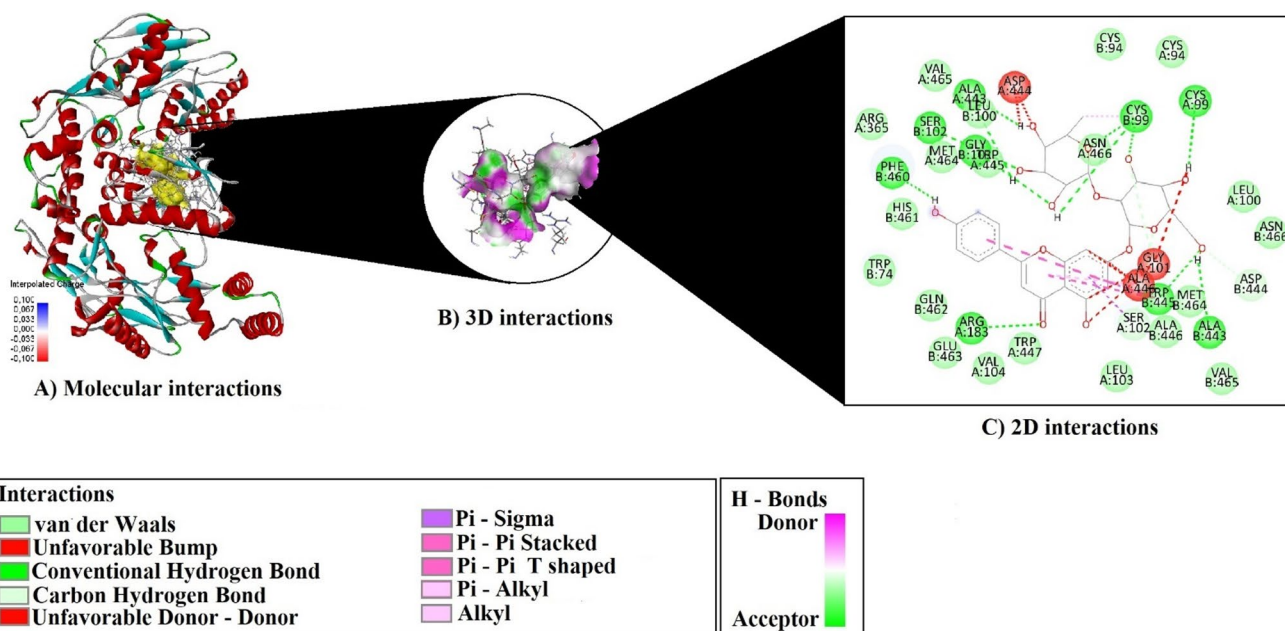 Interpolated Charge
0,100
0,067
0,033
0,000
-0,033
-0,067
-0,100
A) Molecular interactions
B) 3D interactions
CYS
B:94
CYS
A:94
VAL
A:465
ALA
A:443
ASP
A:444
LEU
B:100
CYS
B:99
CYS
A:99
ARG
A:365
SER
B:102
MET
A:464
GLY
B:101
TRP
A:445
ASN
A:466
PHE
B:460
H
H
H
H
H
H
H
O
O
O
O
O
O
O
HIS
B:461
LEU
A:100
ASN
B:466
TRP
B:74
GLY
A:101
ALA
A:446
TRP
B:445
MET
B:464
ASP
B:444
GLN
B:462
SER
A:102
ALA
B:446
ALA
B:443
ARG
A:183
GLU
B:463
VAL
A:104
TRP
A:447
LEU
A:103
VAL
B:465
C) 2D interactions
Interactions
van der Waals
Unfavorable Bump
Conventional Hydrogen Bond
Carbon Hydrogen Bond
Unfavorable Donor - Donor
Pi - Sigma
Pi - Pi Stacked
Pi - Pi T shaped
Pi - Alkyl
Alkyl
H - Bonds
Donor
Acceptor